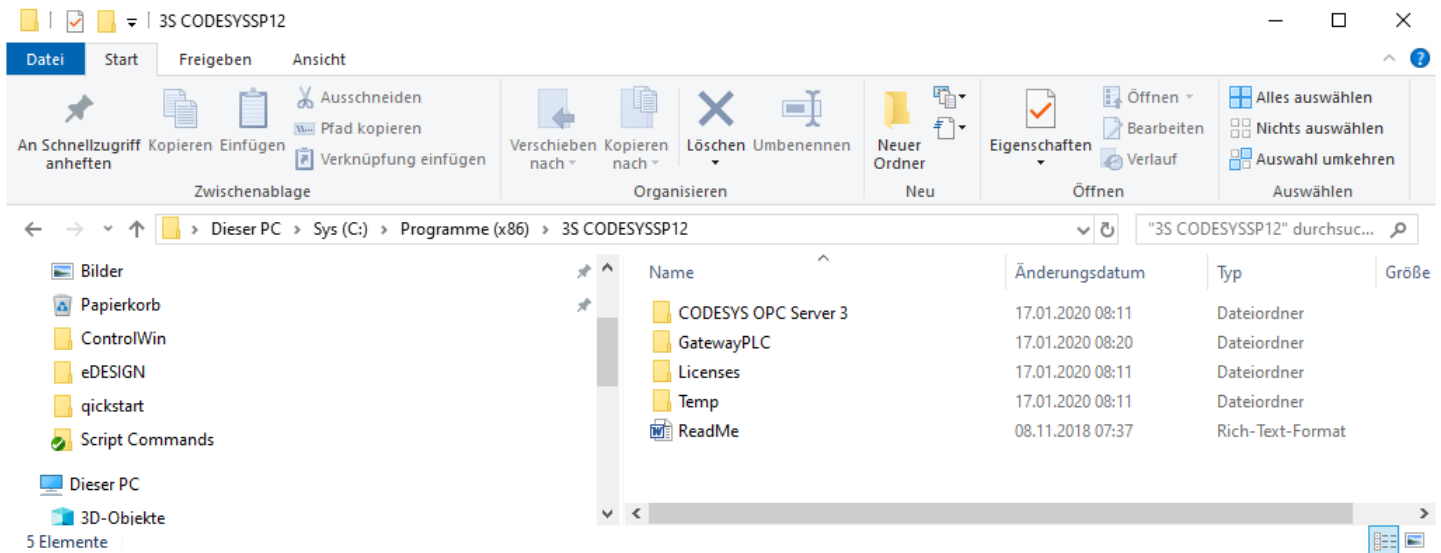 3S CODESYSSP12
Datei Start Freigeben Ansicht
An Schnellzugriff anheften
Kopieren
Einfügen
Ausschneiden
Pfad kopieren
Verknüpfung einfügen
Zwischenablage
Verschieben nach
Kopieren nach
Löschen
Umbenennen
Organisieren
Neuer Ordner
Neu
Eigenschaften
Öffnen
Bearbeiten
Verlauf
Öffnen
Alles auswählen
Nichts auswählen
Auswahl umkehren
Auswählen
Dieser PC > Sys (C:) > Programme (x86) > 3S CODESYSSP12
"3S CODESYSSP12" durchsuc...
Bilder
Papierkorb
ControlWin
eDESIGN
qickstart
Script Commands
Dieser PC
3D-Objekte
Name Änderungsdatum Typ Größe
CODESYS OPC Server 3 17.01.2020 08:11 Dateiordner
GatewayPLC 17.01.2020 08:20 Dateiordner
Licenses 17.01.2020 08:11 Dateiordner
Temp 17.01.2020 08:11 Dateiordner
ReadMe 08.11.2018 07:37 Rich-Text-Format
5 Elemente